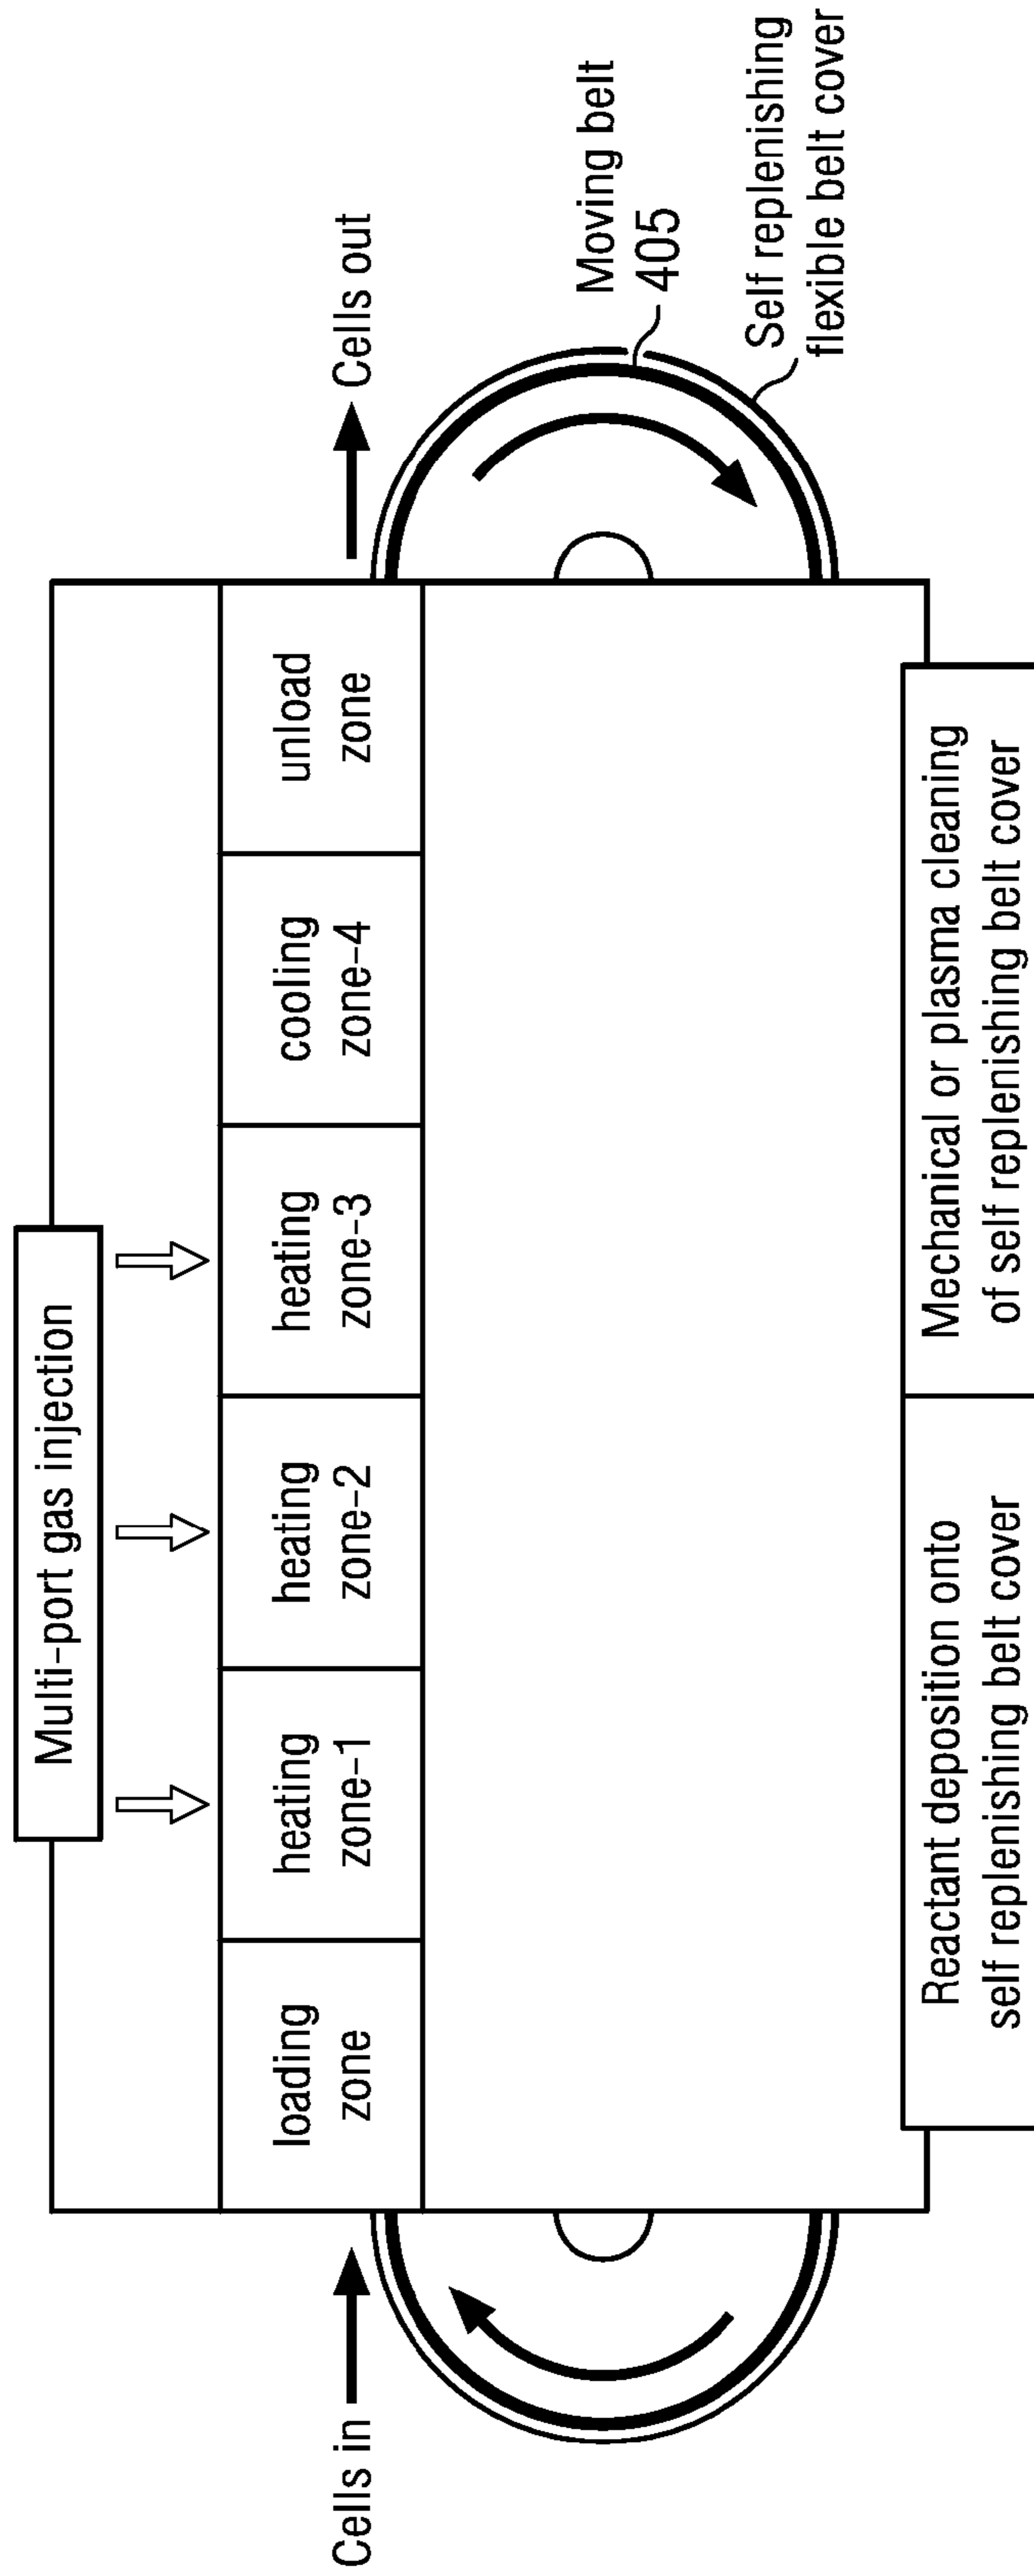 Multi-port gas injection
Cells in
Cells out
loading
zone
heating
zone-1
heating
zone-2
heating
zone-3
cooling
zone-4
unload
zone
Moving belt
405
Self replenishing
flexible belt cover
Reactant deposition onto
self replenishing belt cover
Mechanical or plasma cleaning
of self replenishing belt cover